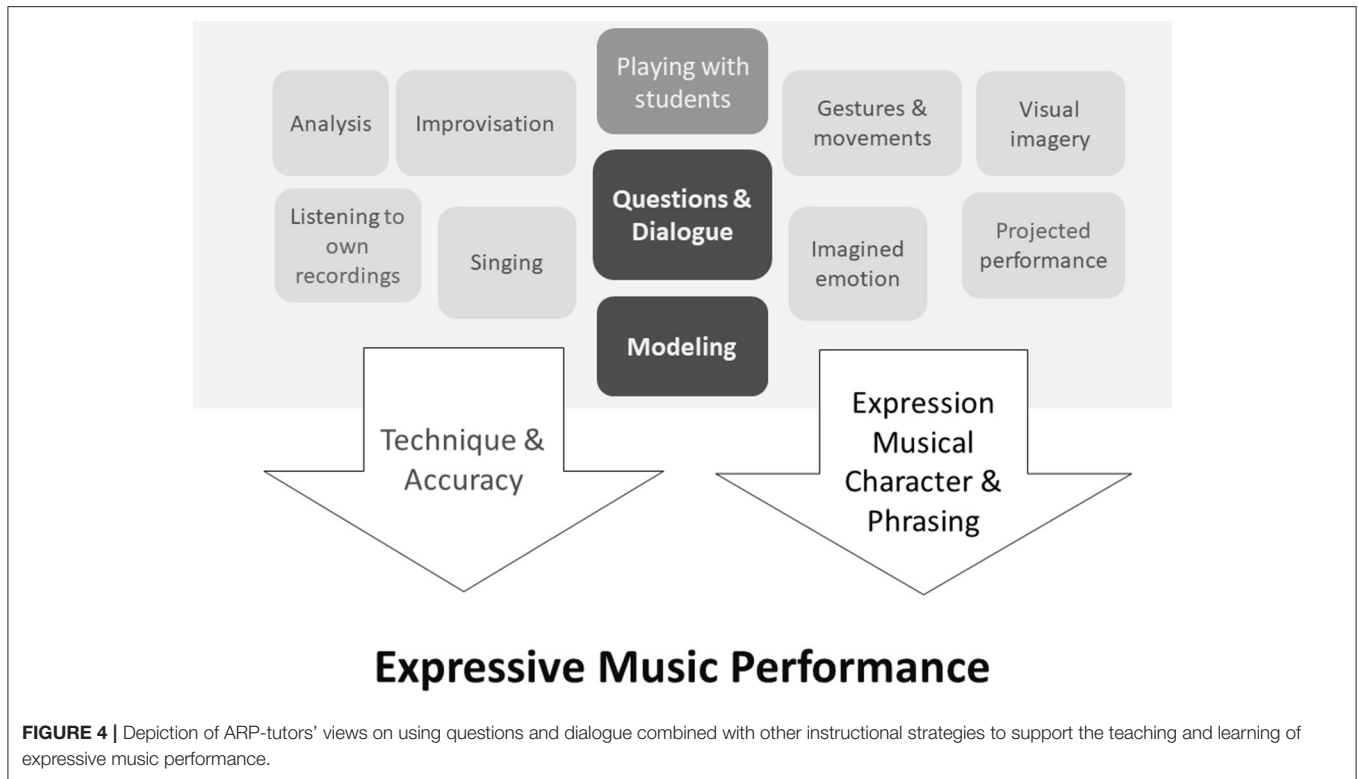 Playing with
students
Analysis
Improvisation
Gestures &
movements
Visual
imagery
Questions &
Dialogue
Listening to
own
recordings
Singing
Imagined
emotion
Projected
performance
Modeling
Technique &
Accuracy
Expression
Musical
Character &
Phrasing
Expressive Music Performance
FIGURE 4 | Depiction of ARP-tutors’ views on using questions and dialogue combined with other instructional strategies to support the teaching and learning of
expressive music performance.